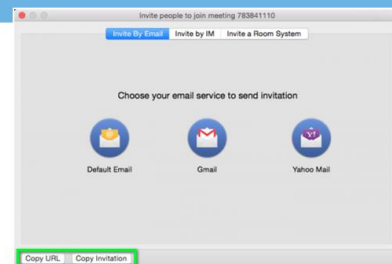 Invite people to join meeting 783841110
Invite By Email Invite by IM Invite a Room System
Choose your email service to send invitation
Default Email Gmail Yahoo Mail
Copy URL Copy Invitation